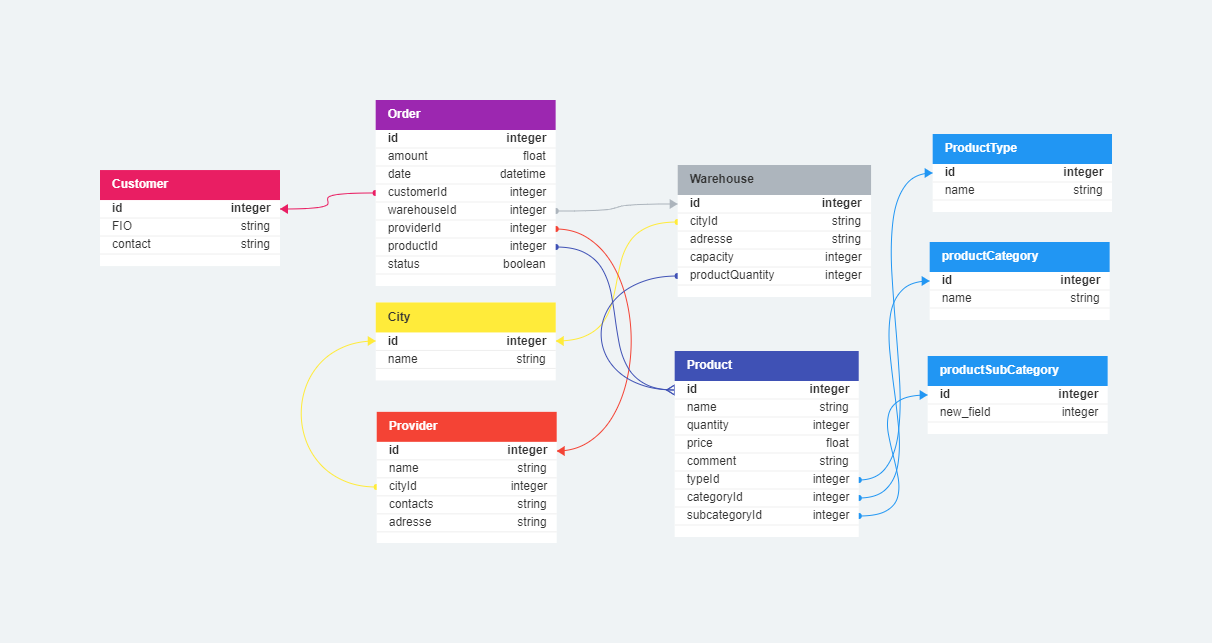 Customer
id integer
FIO string
contact string
Order
id integer
amount float
date datetime
customerId integer
warehouseId integer
providerId integer
productId integer
status boolean
City
id integer
name string
Provider
id integer
name string
cityId integer
contacts string
adresse string
Warehouse
id integer
cityId string
adresse string
capacity integer
productQuantity integer
Product
id integer
name string
quantity integer
price float
comment string
typeId integer
categoryId integer
subcategoryId integer
ProductType
id integer
name string
productCategory
id integer
name string
productSubCategory
id integer
new_field integer